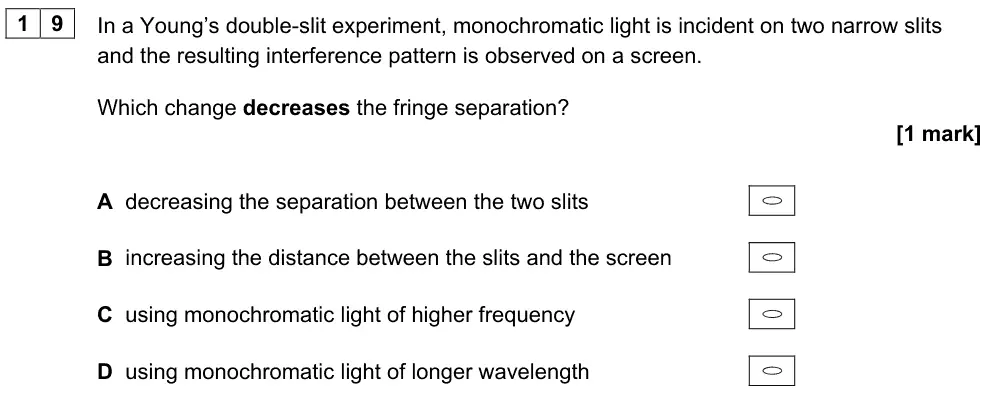 1 9 In a Young's double-slit experiment, monochromatic light is incident on two narrow slits
and the resulting interference pattern is observed on a screen.
Which change decreases the fringe separation?
[1 mark]
A decreasing the separation between the two slits
B increasing the distance between the slits and the screen
C using monochromatic light of higher frequency
D using monochromatic light of longer wavelength